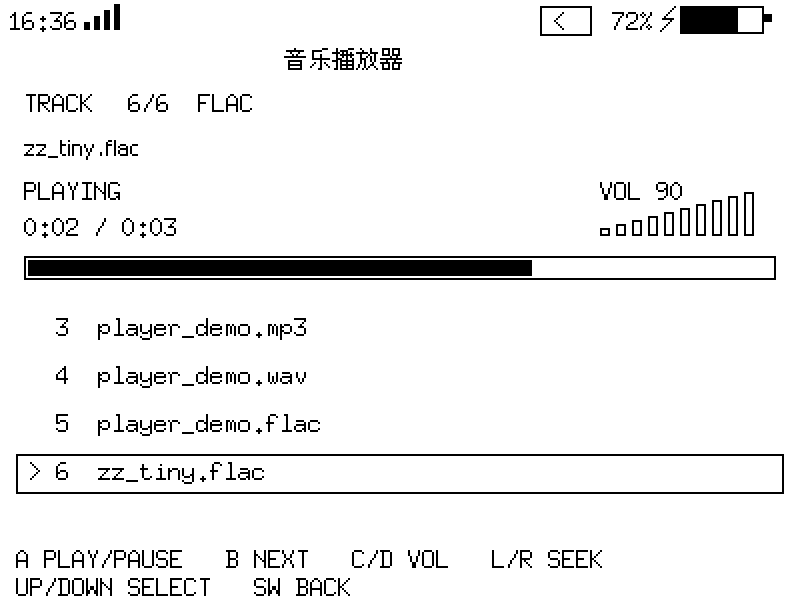 16:36 72%
音乐播放器
TRACK 6/6 FLAC
zz_tiny.flac
PLAYING VOL 90
0:02 / 0:03
3 player_demo.mp3
4 player_demo.wav
5 player_demo.flac
> 6 zz_tiny.flac
A PLAY/PAUSE B NEXT C/D VOL L/R SEEK
UP/DOWN SELECT SW BACK